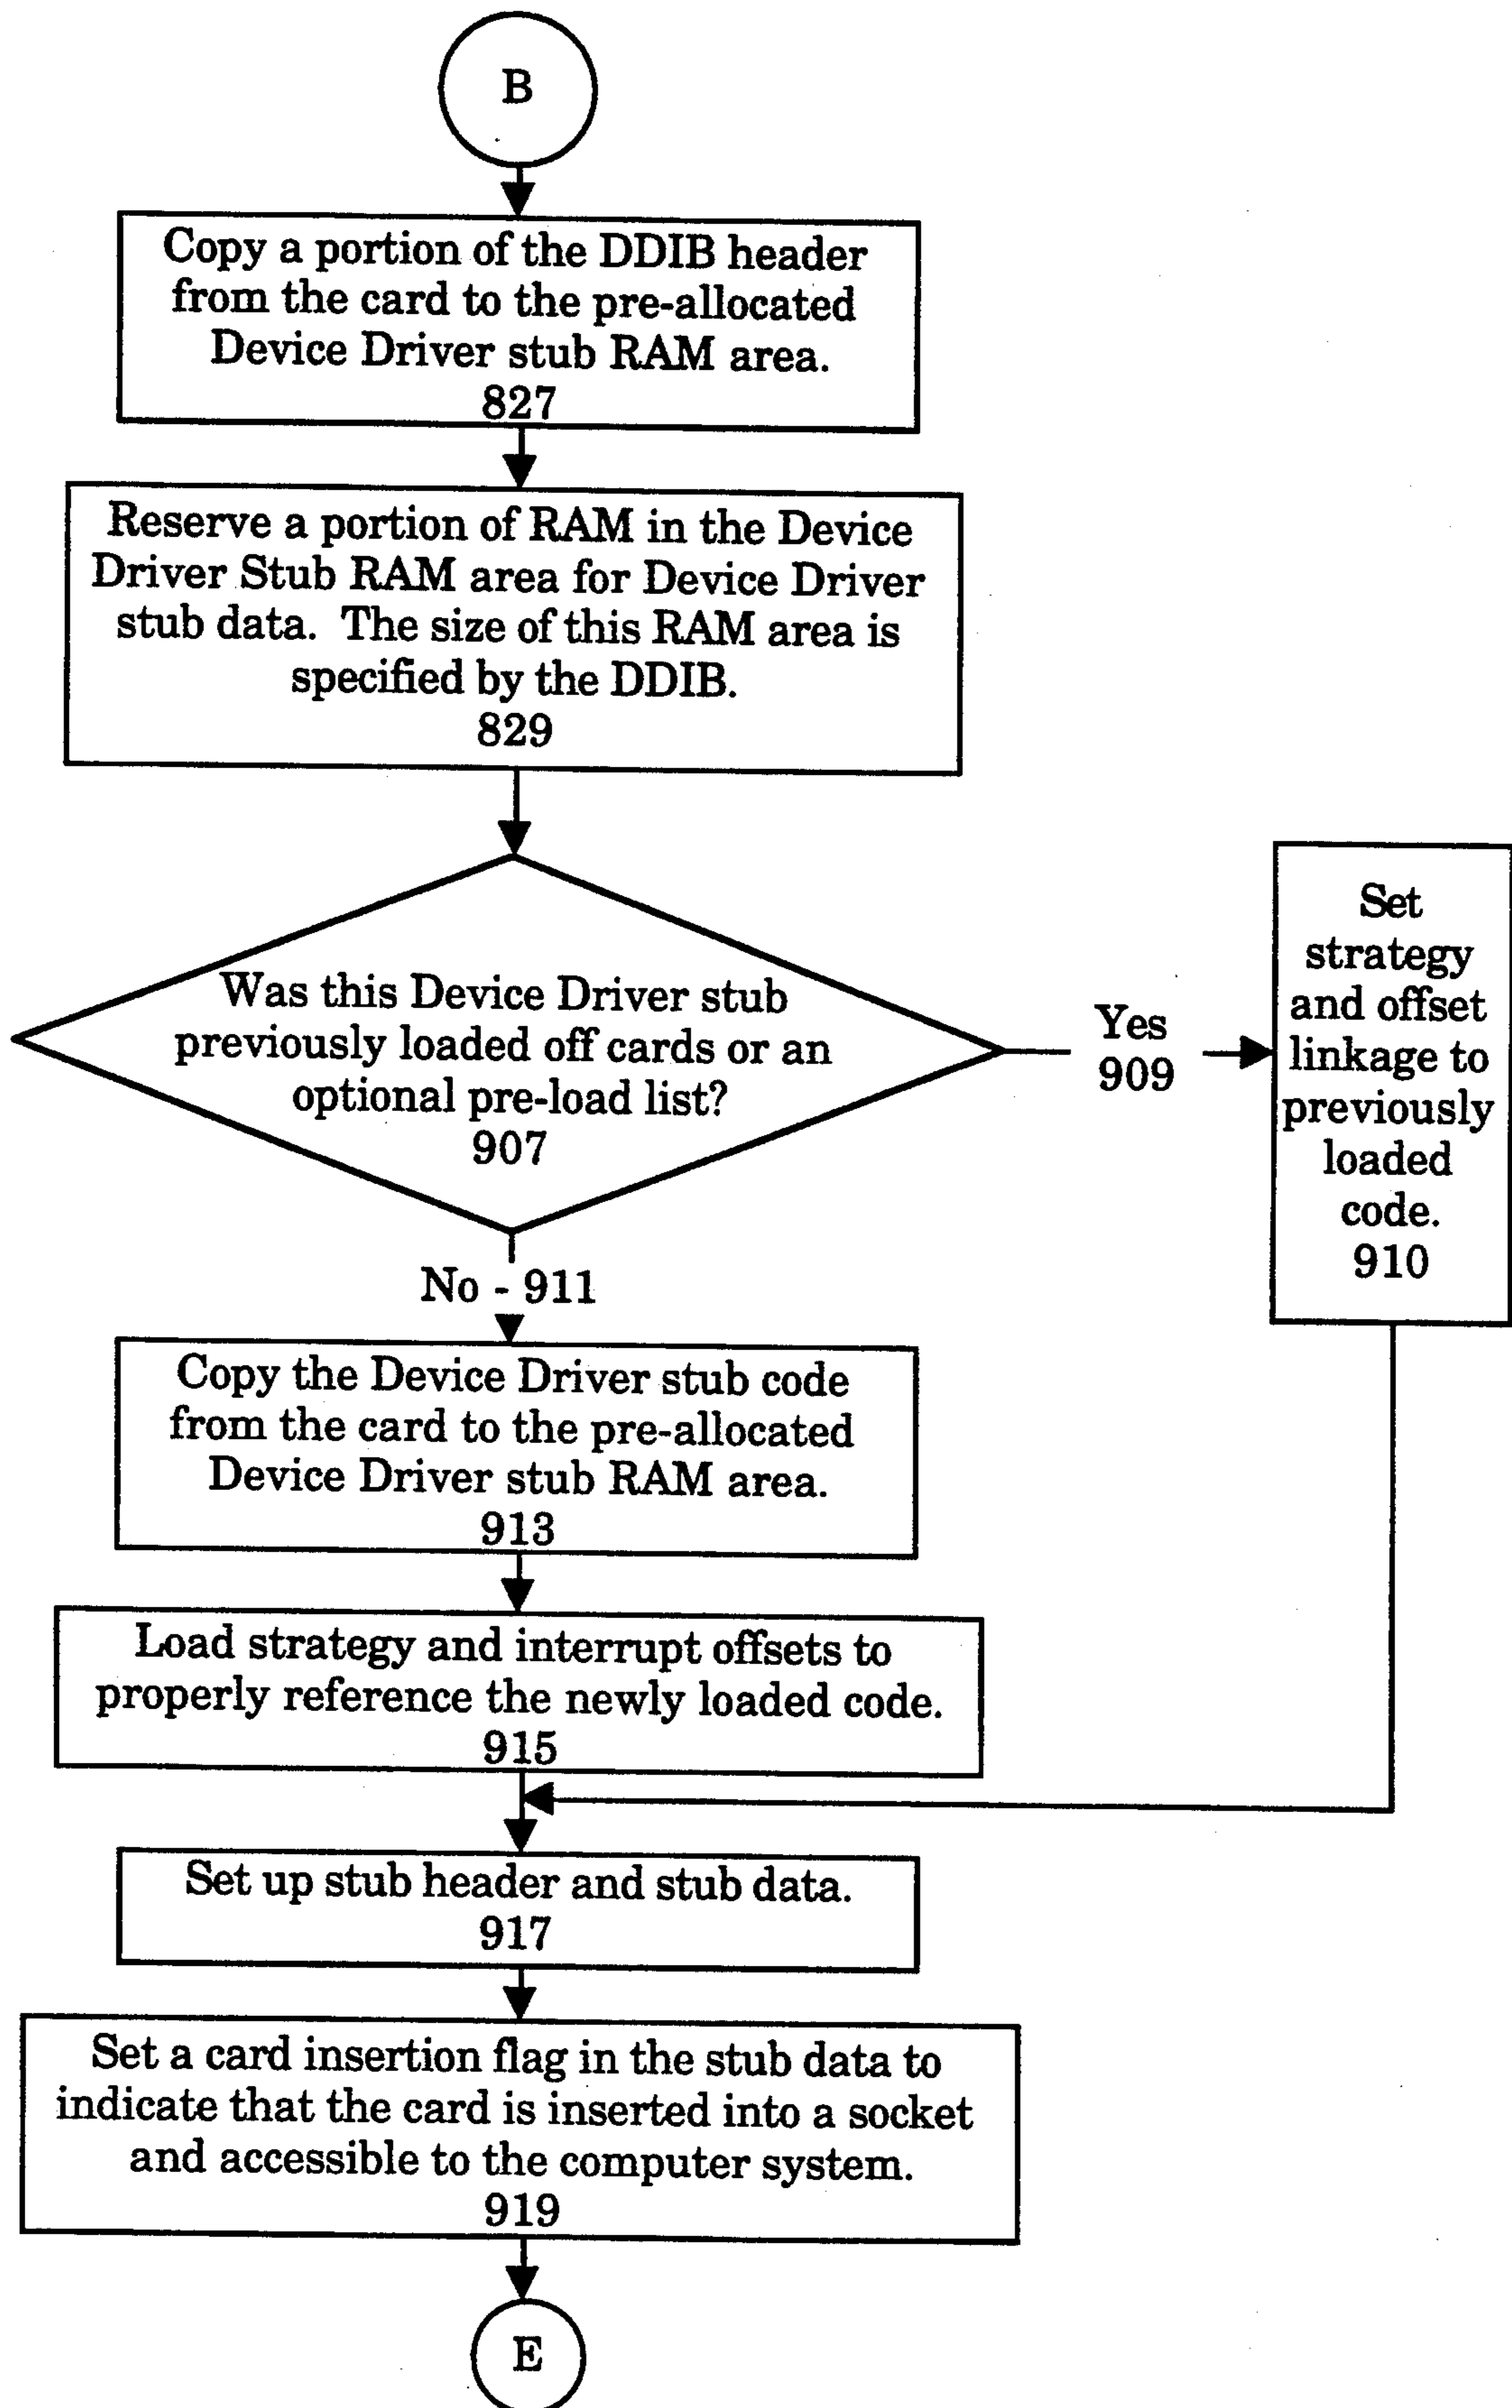 B
Copy a portion of the DDIB header
from the card to the pre-allocated
Device Driver stub RAM area.
827
Reserve a portion of RAM in the Device
Driver Stub RAM area for Device Driver
stub data. The size of this RAM area is
specified by the DDIB.
829
Was this Device Driver stub
previously loaded off cards or an
optional pre-load list?
907
Yes
909
Set
strategy
and offset
linkage to
previously
loaded
code.
910
No - 911
Copy the Device Driver stub code
from the card to the pre-allocated
Device Driver stub RAM area.
913
Load strategy and interrupt offsets to
properly reference the newly loaded code.
915
Set up stub header and stub data.
917
Set a card insertion flag in the stub data to
indicate that the card is inserted into a socket
and accessible to the computer system.
919
E